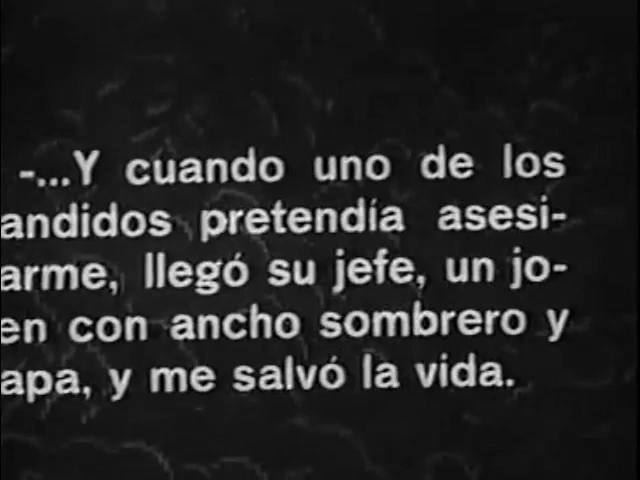 -...Y cuando uno de los
andidos pretendía asesi-
arme, llegó su jefe, un jo-
en con ancho sombrero y
apa, y me salvó la vida.